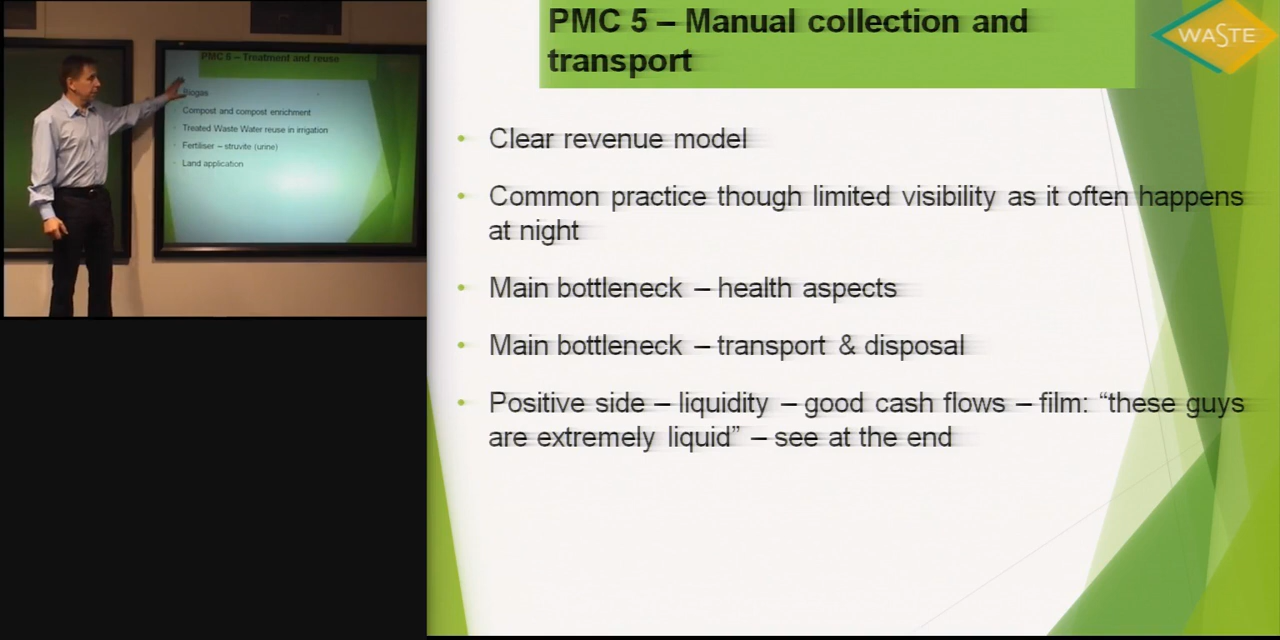 PMC 6 – Treatment and reuse
Biogas
Compost and compost enrichment
Treated Waste Water reuse in irrigation
Fertiliser – struvite (urine)
Land application
PMC 5 – Manual collection and
transport
WASTE
• Clear revenue model
• Common practice though limited visibility as it often happens
at night
• Main bottleneck – health aspects
• Main bottleneck – transport & disposal
• Positive side – liquidity – good cash flows – film: “these guys
are extremely liquid” – see at the end